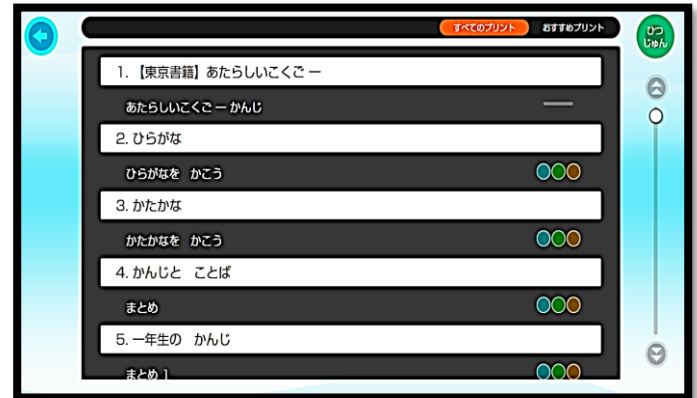 すべてのプリント おすすめプリント
ひつ
じゅん
1. 【東京書籍】あたらしいこくご 一
あたらしいこくご 一 かんじ
2. ひらがな
ひらがなを かこう
3. かたかな
かたかなを かこう
4. かんじと ことば
まとめ
5. 一年生の かんじ
まとめ 1